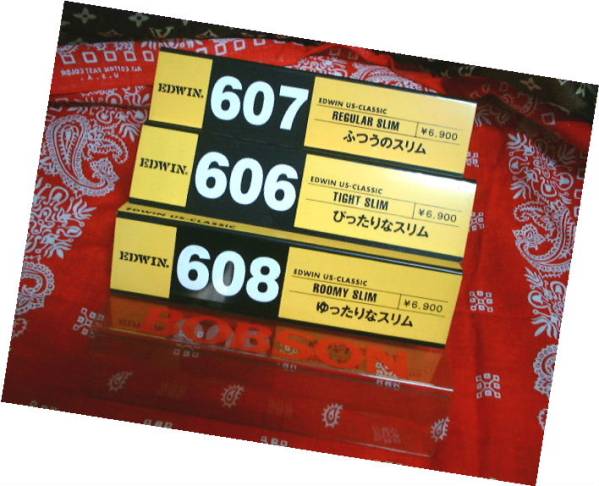 EDWIN.
607
EDWIN US-CLASSIC
REGULAR SLIM
¥6,900
ふつうのスリム
EDWIN.
606
EDWIN US-CLASSIC
TIGHT SLIM
¥6,900
ぴったりなスリム
EDWIN US-CLASSIC
EDWIN.
608
EDWIN US-CLASSIC
ROOMY SLIM
¥6,900
ゆったりなスリム
BOBSON